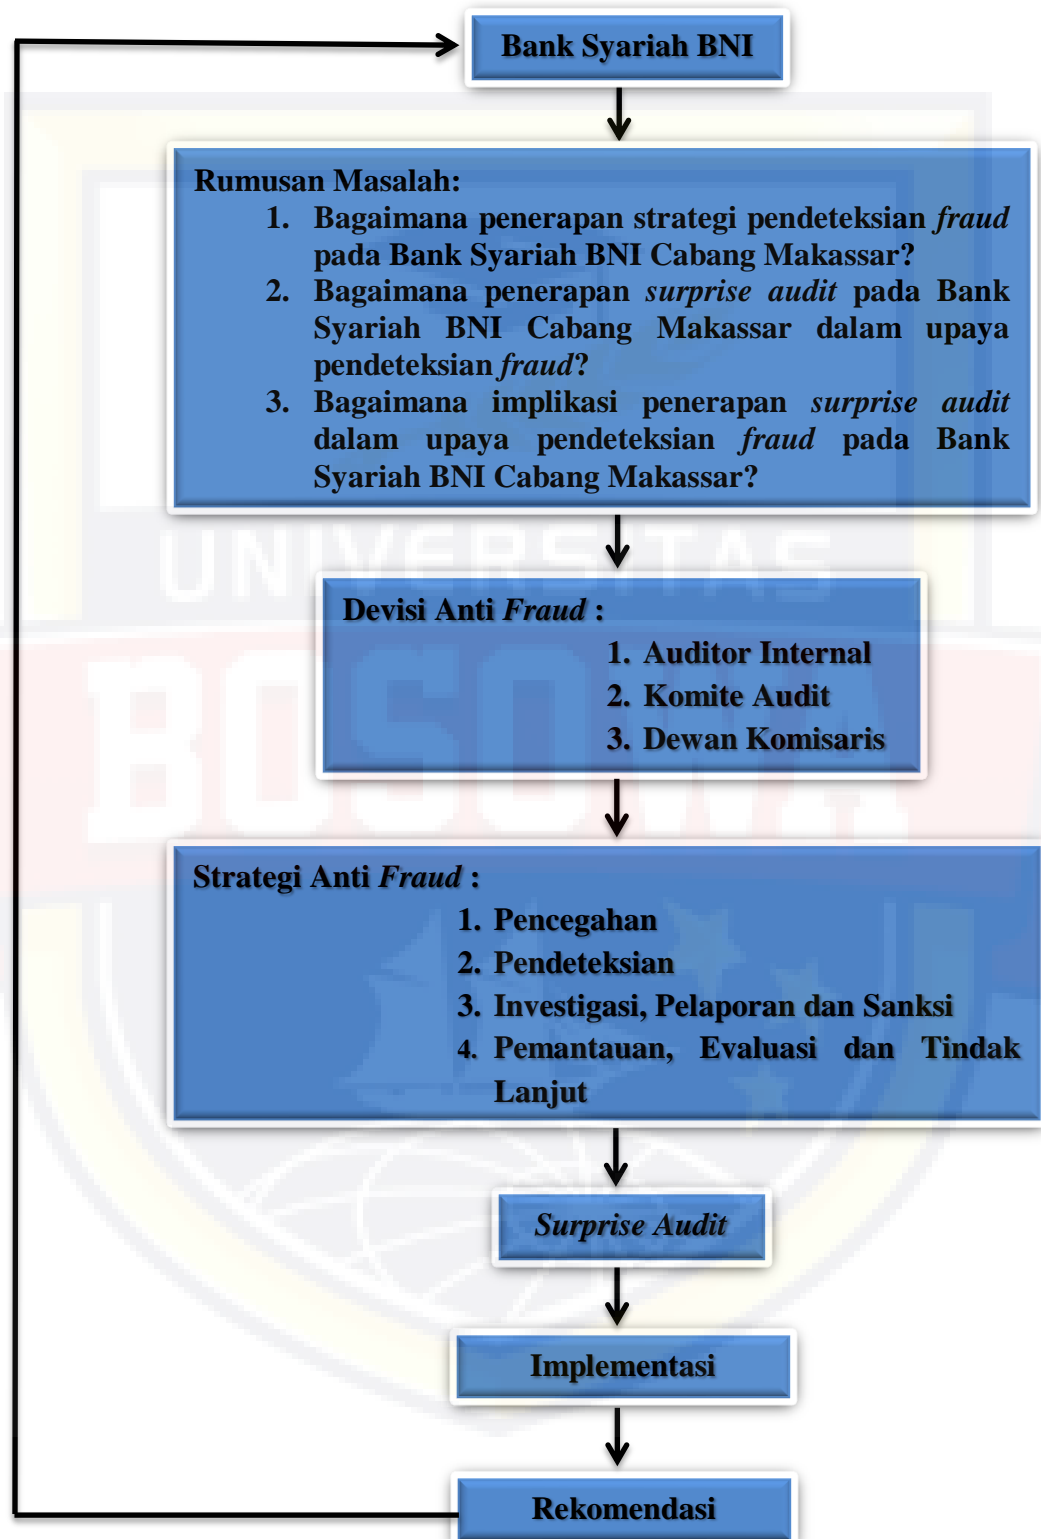 Bank Syariah BNI
Rumusan Masalah:
1. Bagaimana penerapan strategi pendeteksian fraud
pada Bank Syariah BNI Cabang Makassar?
2. Bagaimana penerapan surprise audit pada Bank
Syariah BNI Cabang Makassar dalam upaya
pendeteksian fraud?
3. Bagaimana implikasi penerapan surprise audit
dalam upaya pendeteksian fraud pada Bank
Syariah BNI Cabang Makassar?
UNIVERSITAS
Devisi Anti Fraud :
1. Auditor Internal
2. Komite Audit
3. Dewan Komisaris
BOSOWA
Strategi Anti Fraud :
1. Pencegahan
2. Pendeteksian
3. Investigasi, Pelaporan dan Sanksi
4. Pemantauan, Evaluasi dan Tindak
Lanjut
Surprise Audit
Implementasi
Rekomendasi